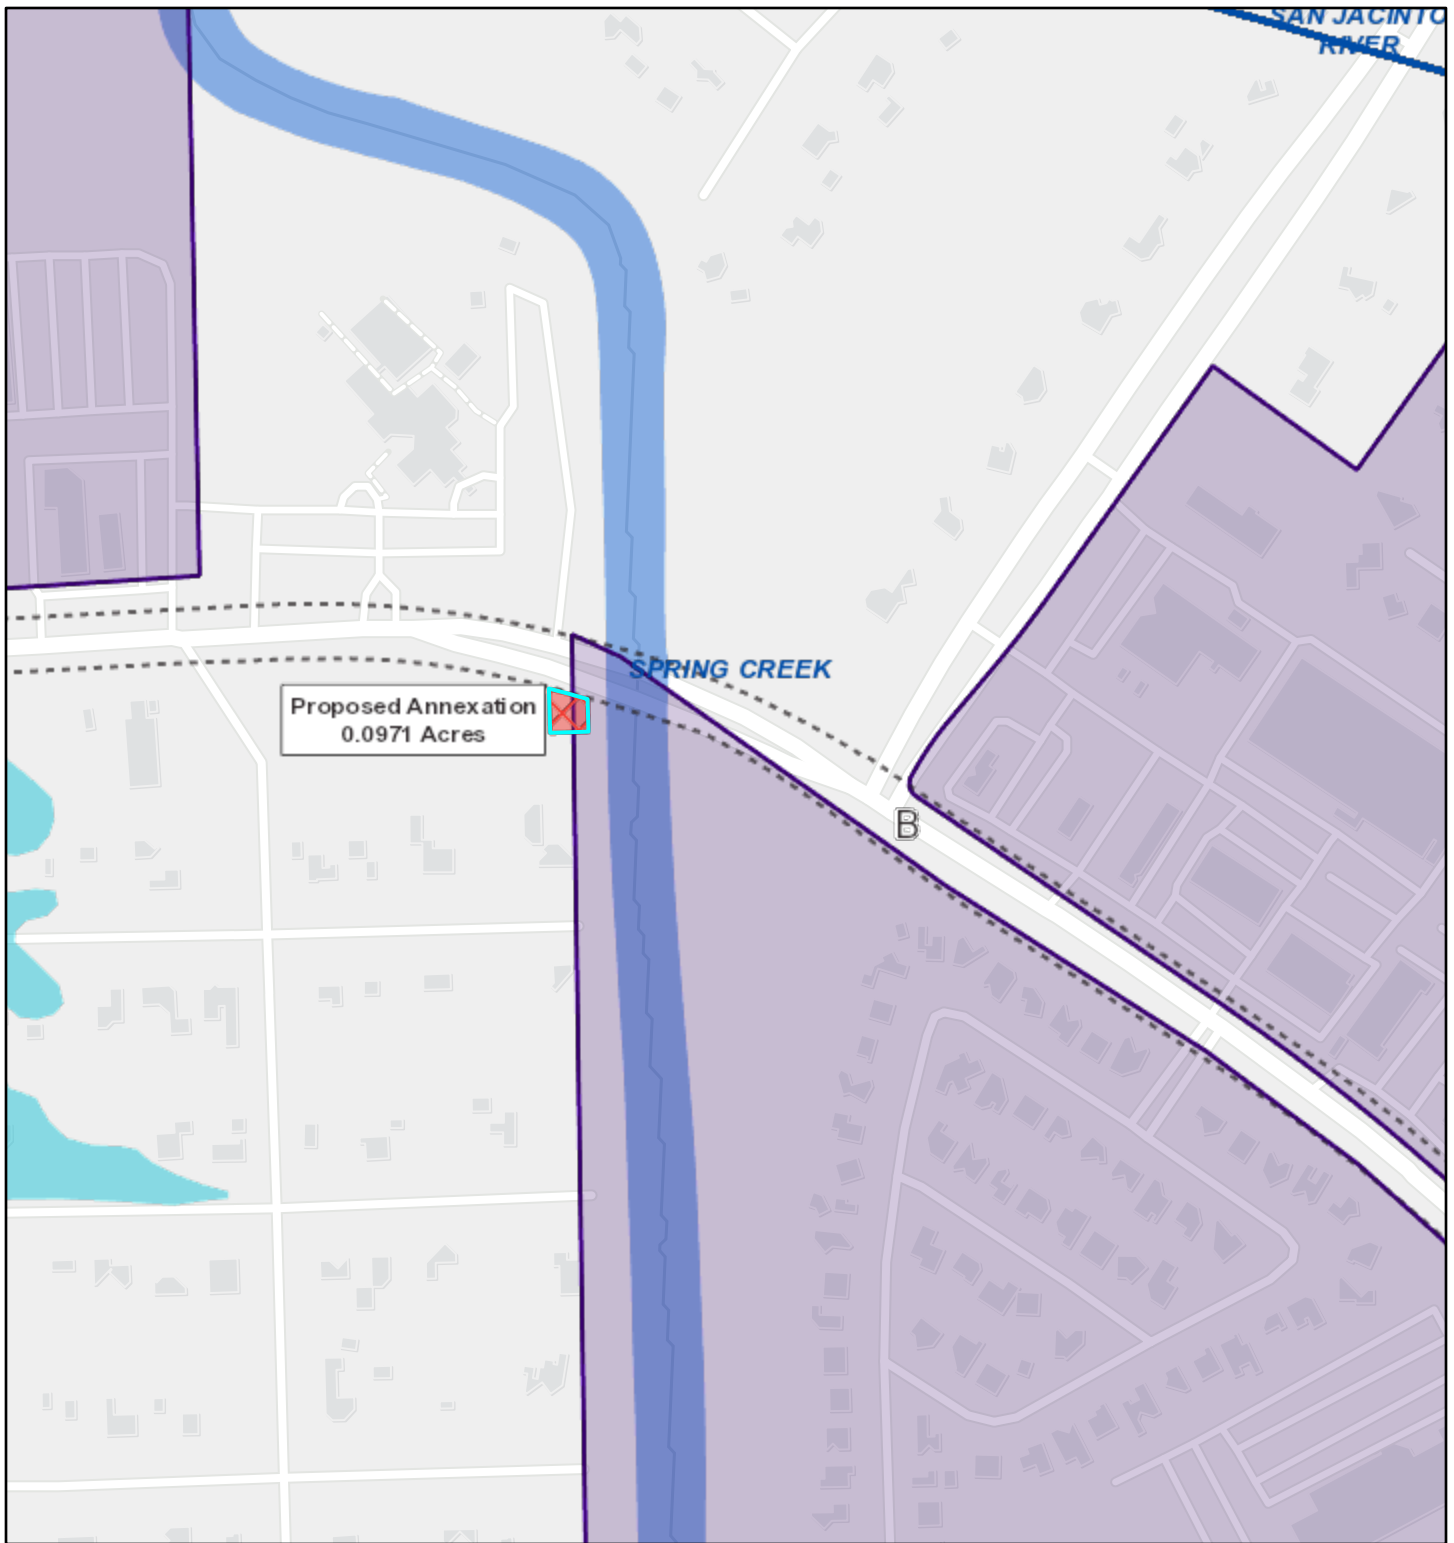 SAN JACINTO
RIVER
SPRING CREEK
Proposed Annexation
0.0971 Acres
B